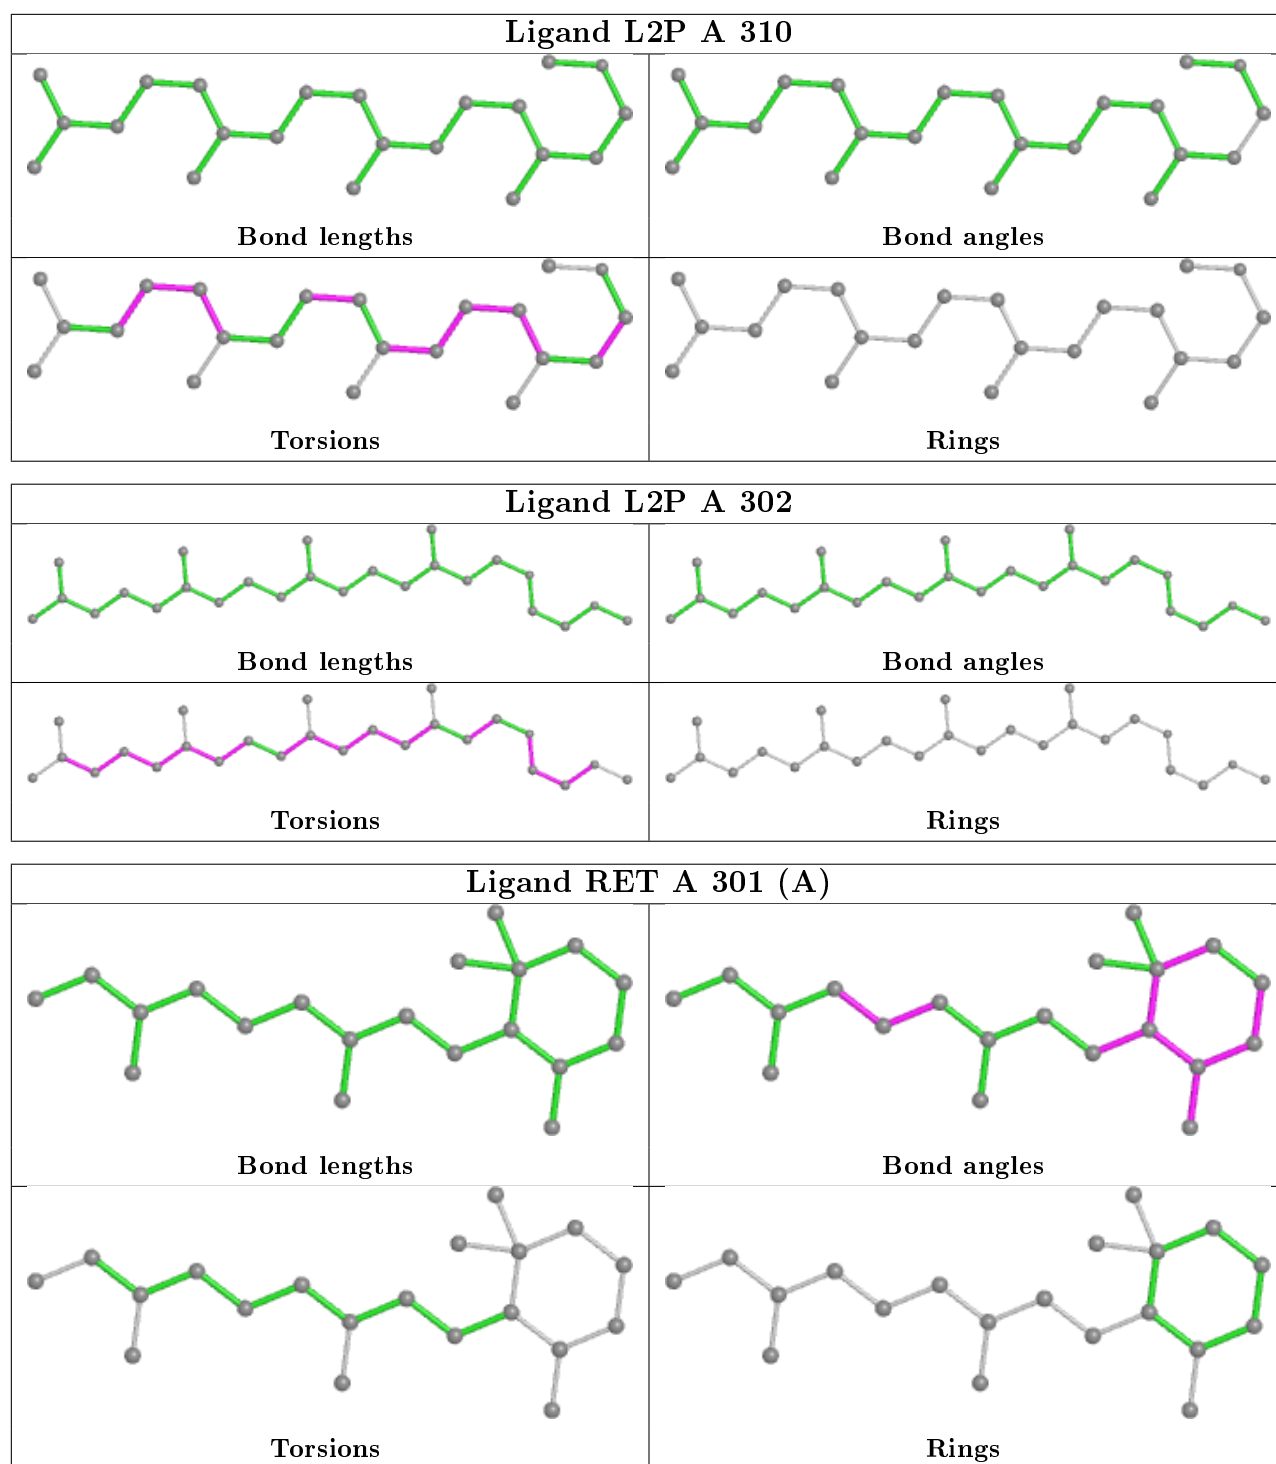 Ligand L2P A 310
Bond lengths
Bond angles
Torsions
Rings
Ligand L2P A 302
Bond lengths
Bond angles
Torsions
Rings
Ligand RET A 301 (A)
Bond lengths
Bond angles
Torsions
Rings